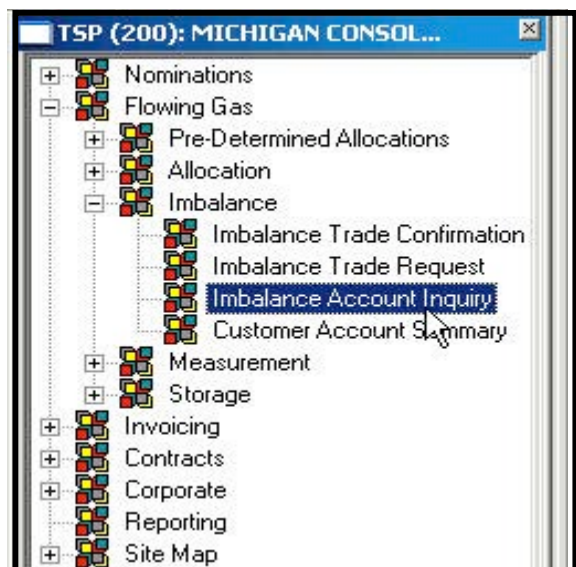 TSP (200): MICHIGAN CONSOL...
Nominations
Flowing Gas
Pre-Determined Allocations
Allocation
Imbalance
Imbalance Trade Confirmation
Imbalance Trade Request
Imbalance Account Inquiry
Customer Account Summary
Measurement
Storage
Invoicing
Contracts
Corporate
Reporting
Site Map